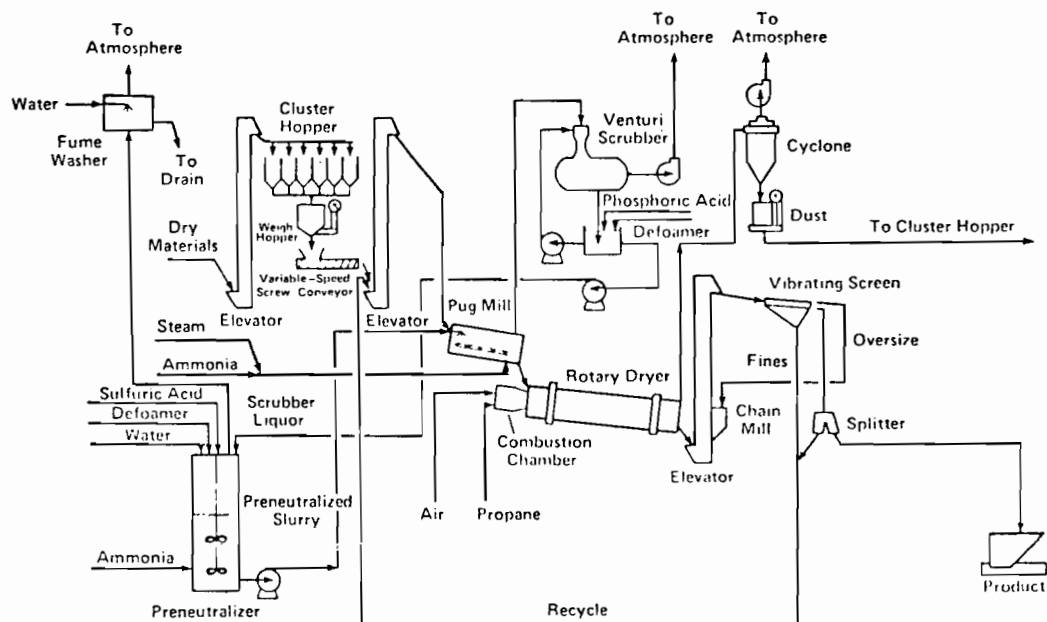 To
Atmosphere
To
Atmosphere
To
Atmosphere
Water
Fume
Washer
To
Drain
Cluster
Hopper
Venturi
Scrubber
Cyclone
Phosphoric Acid
Defoamer
Dust
To Cluster Hopper
Dry
Materials
Weigh
Hopper
Variable-Speed
Screw Conveyor
Elevator
Elevator
Pug Mill
Vibrating Screen
Steam
Ammonia
Oversize
Fines
Rotary Dryer
Sulfuric Acid
Defoamer
Water
Scrubber
Liquor
Combustion
Chamber
Chain
Mill
Splitter
Elevator
Preneutralized
Slurry
Air
Propane
Ammonia
Preneutralizer
Recycle
Product